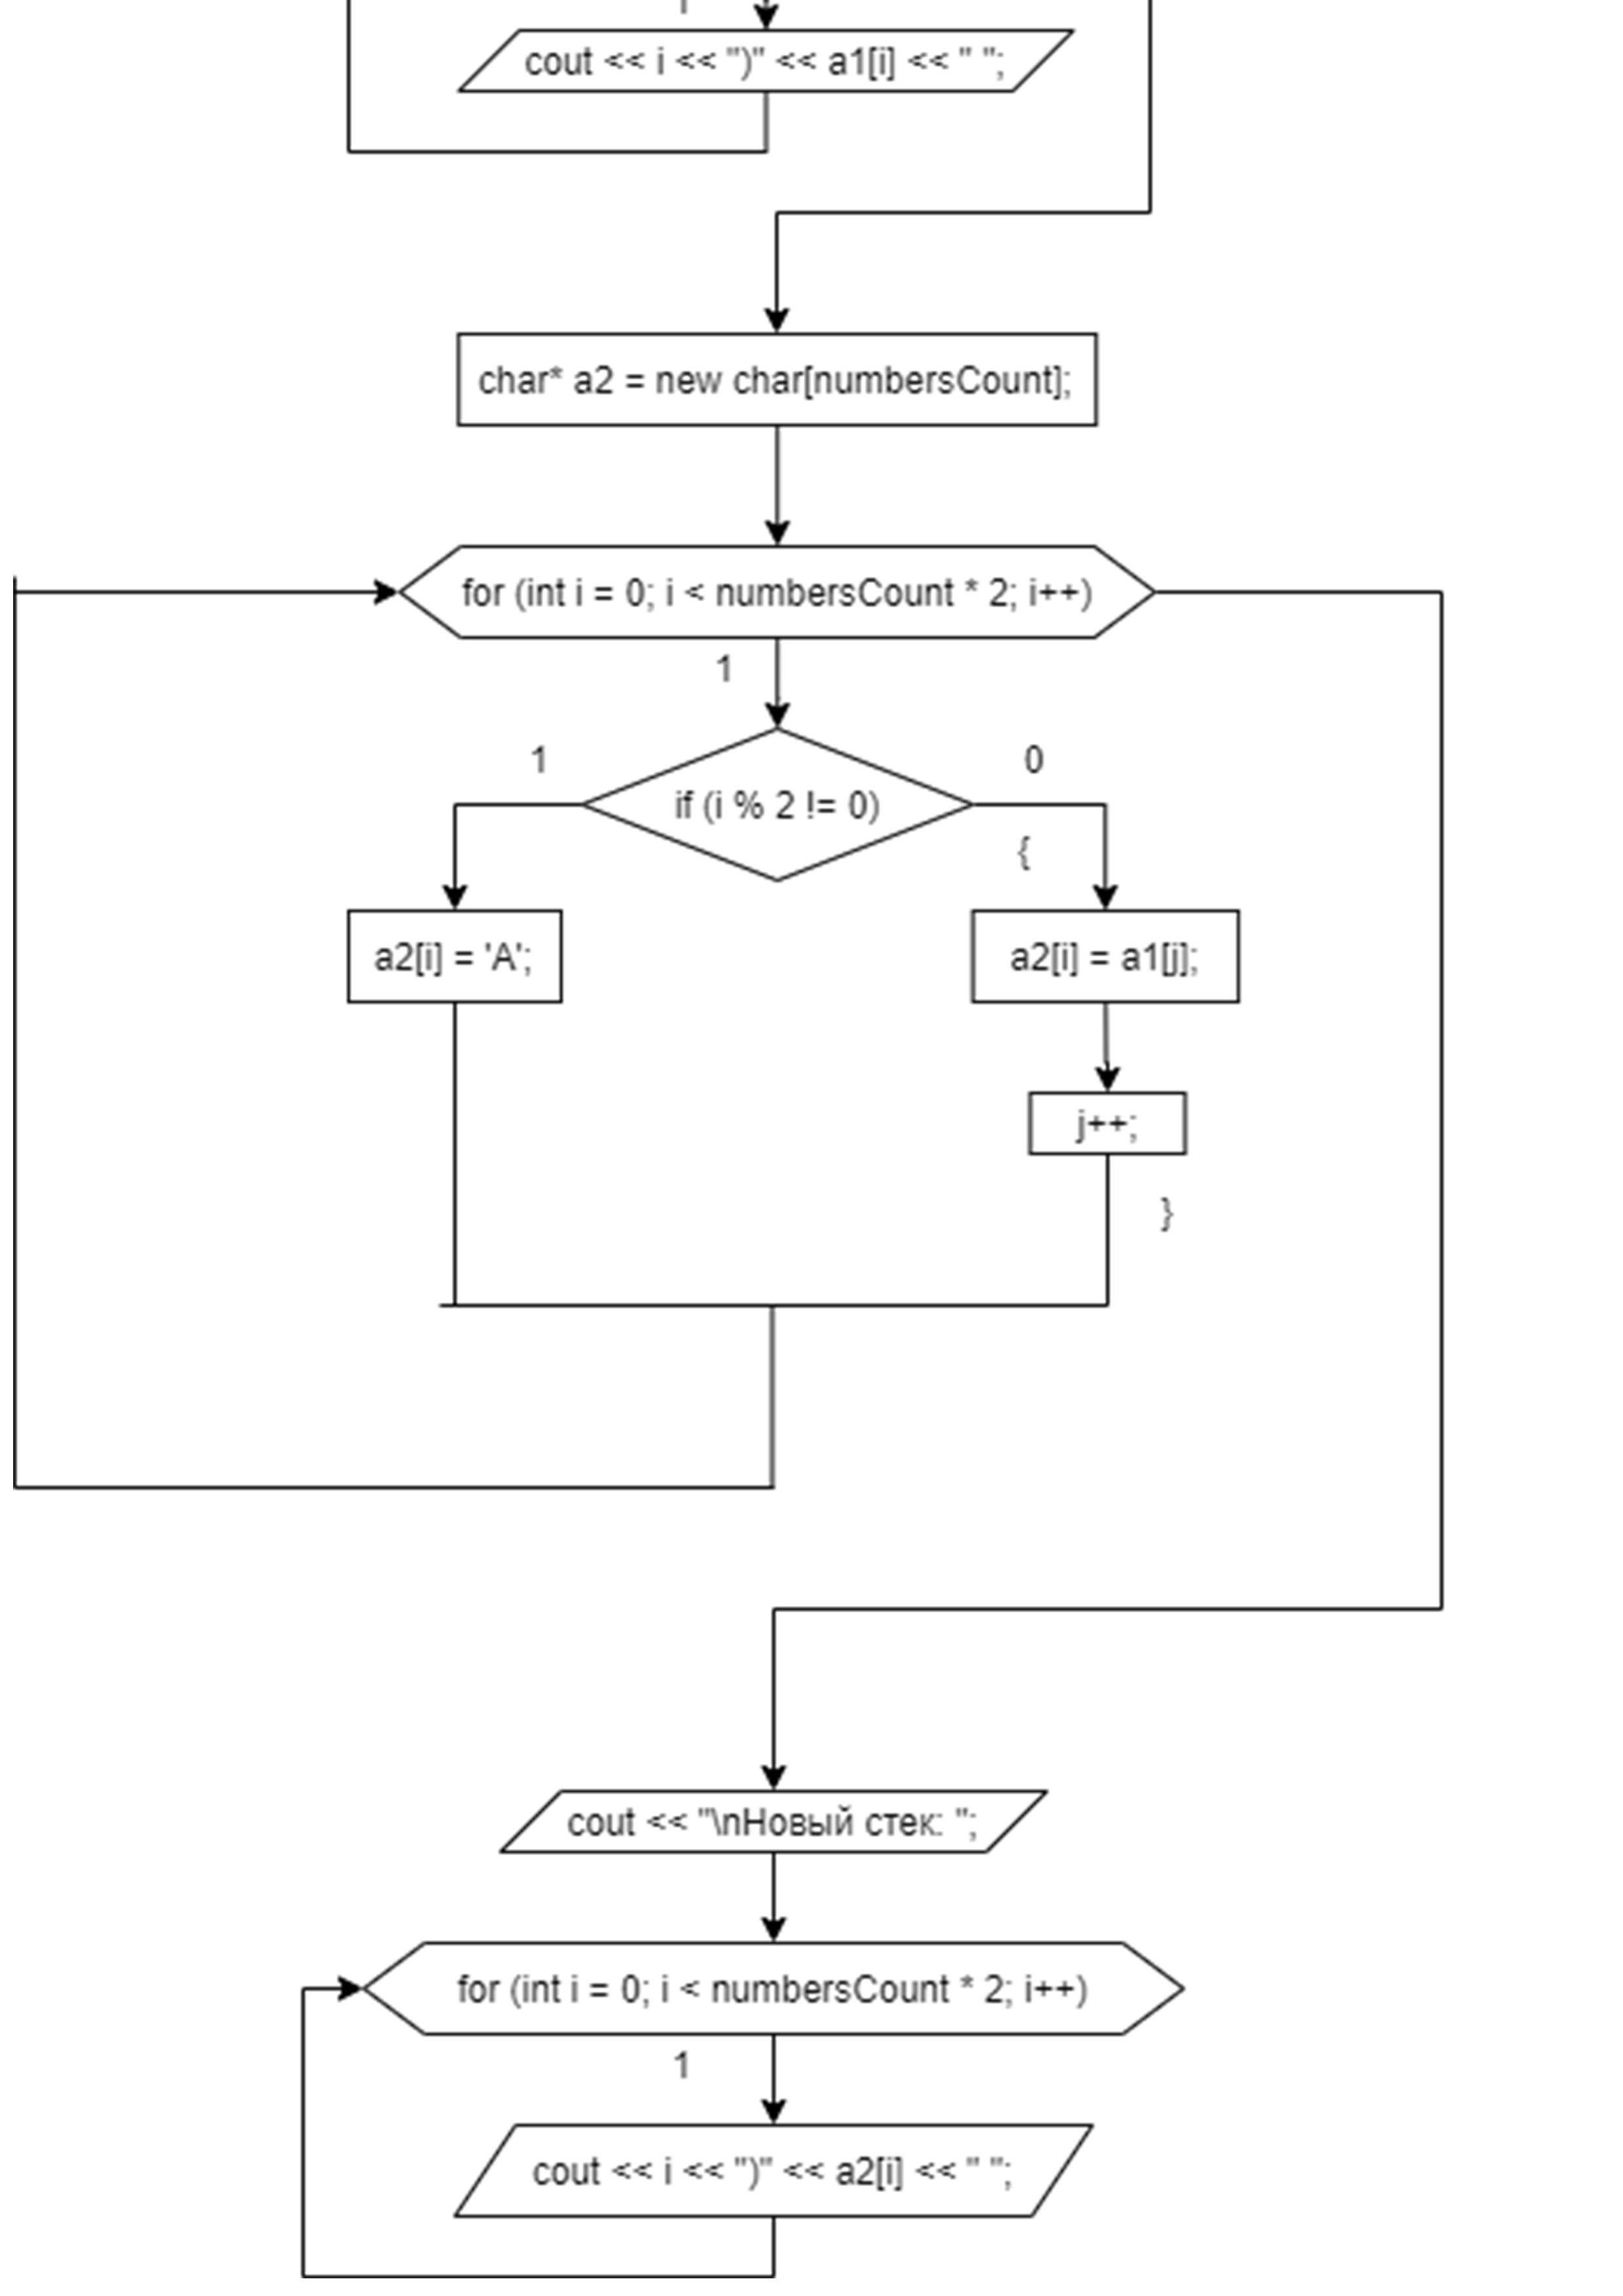 cout << i << ")" << a1[i] << " ";
char* a2 = new char[numbersCount];
for (int i = 0; i < numbersCount * 2; i++)
1
1
0
if (i % 2 != 0)
{
a2[i] = 'A';
a2[i] = a1[j];
j++;
}
cout << "\nНовый стек: ";
for (int i = 0; i < numbersCount * 2; i++)
1
cout << i << ")" << a2[i] << " ";